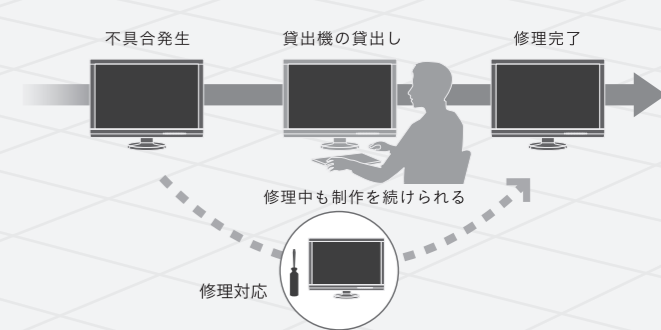 不具合発生
貸出機の貸出し
修理完了
修理中も制作を続けられる
修理対応